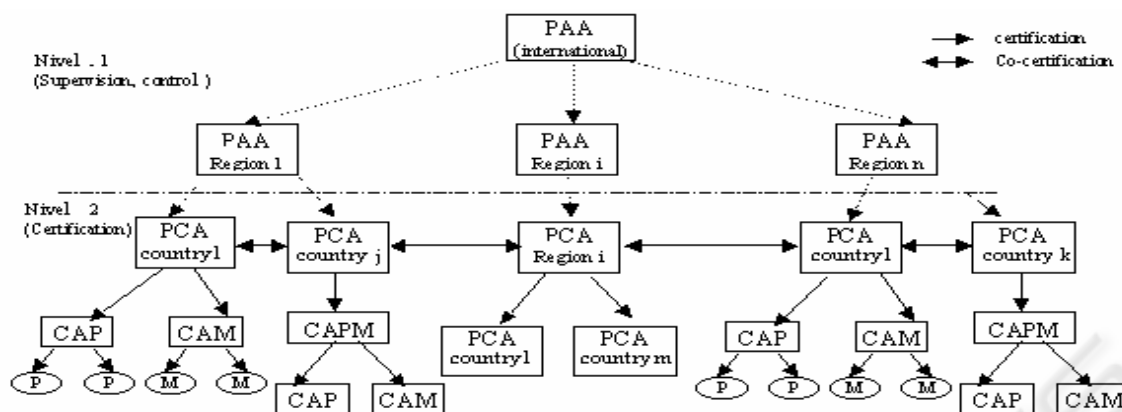 PAA
(international)
certification
Co-certification
Nivel . 1
(Supervision, control )
PAA
Region 1
PAA
Region i
PAA
Region n
Nivel 2
(Certification)
PCA
country1
PCA
country j
PCA
Region i
PCA
country1
PCA
country k
CAP
CAM
CAPM
PCA
country1
PCA
country m
CAP
CAM
CAPM
P
P
M
M
P
P
M
M
CAP
CAM
CAP
CAM